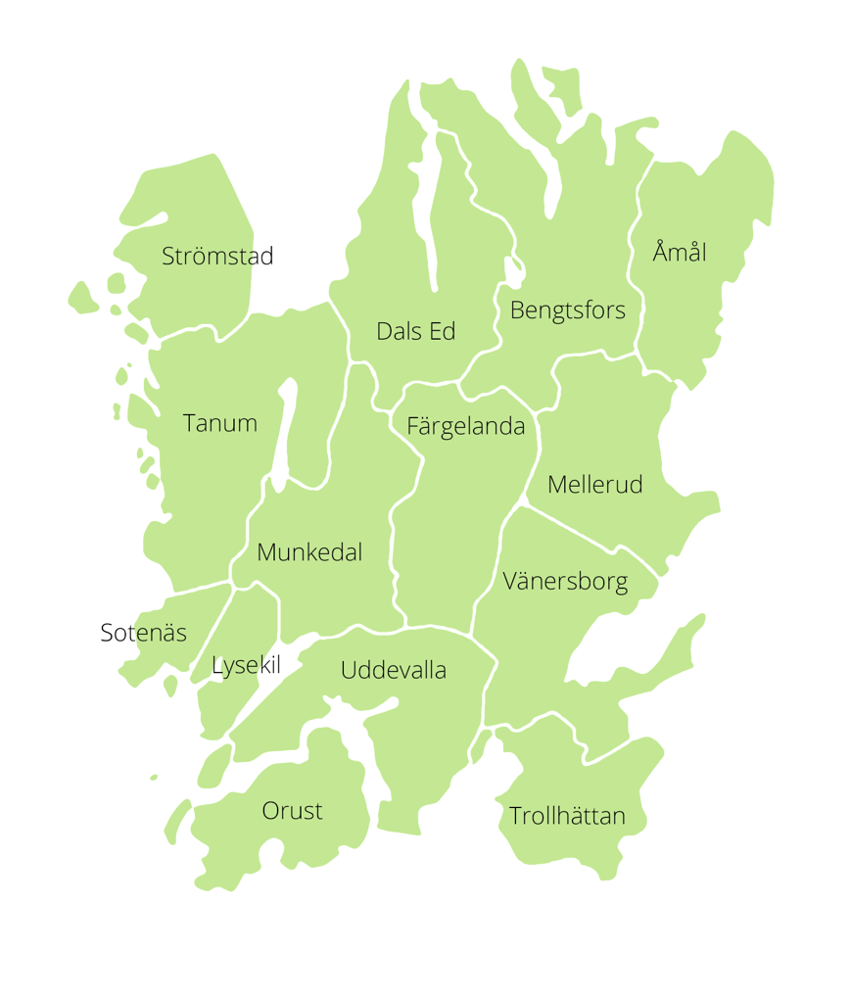 Strömstad
Åmål
Bengtsfors
Dals Ed
Tanum
Färgelanda
Mellerud
Munkedal
Vänersborg
Sotenäs
Lysekil
Uddevalla
Orust
Trollhättan